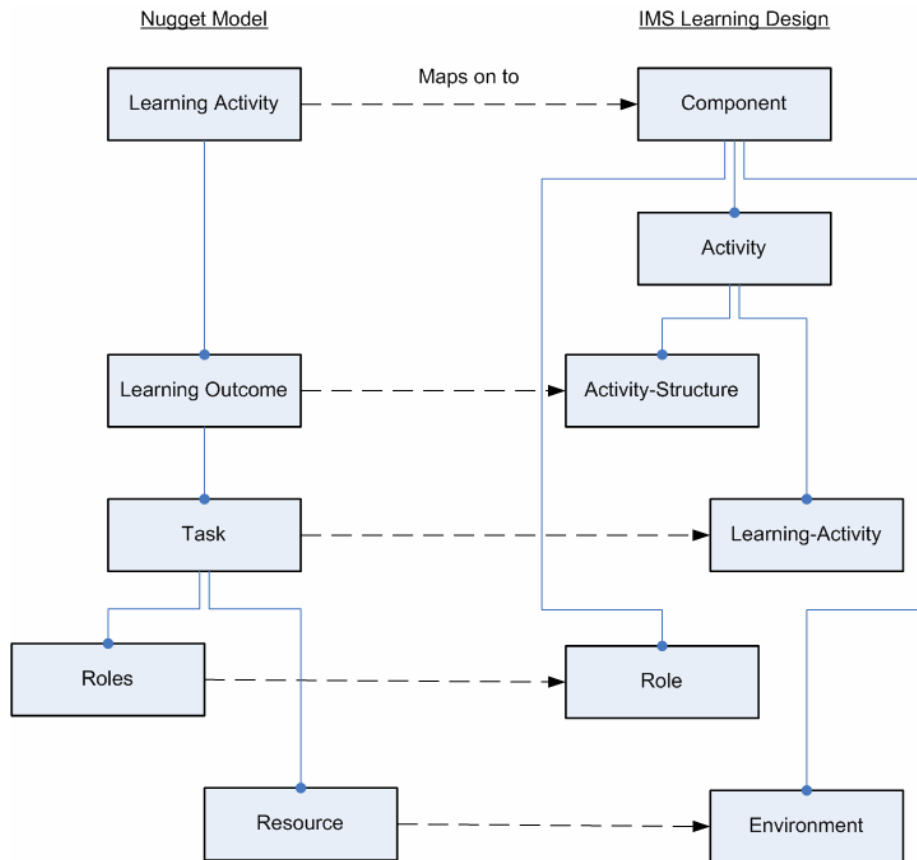 Nugget Model
IMS Learning Design
Learning Activity
Maps on to
Component
Activity
Learning Outcome
Activity-Structure
Task
Learning-Activity
Roles
Role
Resource
Environment